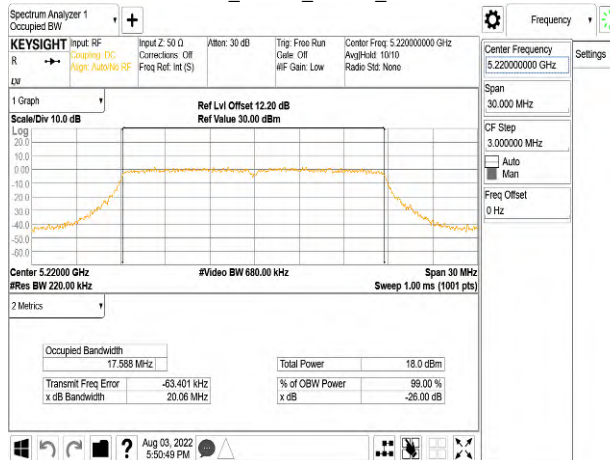 Spectrum Analyzer 1
Occupied BW
+
Frequency
KEYSIGHT
R
Input: RF
Coupling: DC
Align: Auto/No RF
Input Z: 50 Ω
Corrections: Off
Freq Ref: Int (S)
Atten: 30 dB
Trig: Free Run
Gate: Off
#IF Gain: Low
Center Freq: 5.220000000 GHz
Avg|Hold: 10/10
Radio Std: None
Center Frequency
5.220000000 GHz
Settings
Span
30.000 MHz
CF Step
3.000000 MHz
Auto
Man
Freq Offset
0 Hz
1 Graph
Scale/Div 10.0 dB
Ref Lvl Offset 12.20 dB
Ref Value 30.00 dBm
Log
20.0
10.0
0.00
-10.0
-20.0
-30.0
-40.0
-50.0
-60.0
Center 5.22000 GHz
#Video BW 680.00 kHz
Span 30 MHz
#Res BW 220.00 kHz
Sweep 1.00 ms (1001 pts)
2 Metrics
Occupied Bandwidth
17.588 MHz
Total Power
18.0 dBm
Transmit Freq Error
-63.401 kHz
% of OBW Power
99.00 %
x dB Bandwidth
20.06 MHz
x dB
-26.00 dB
?
Aug 03, 2022
5:50:49 PM